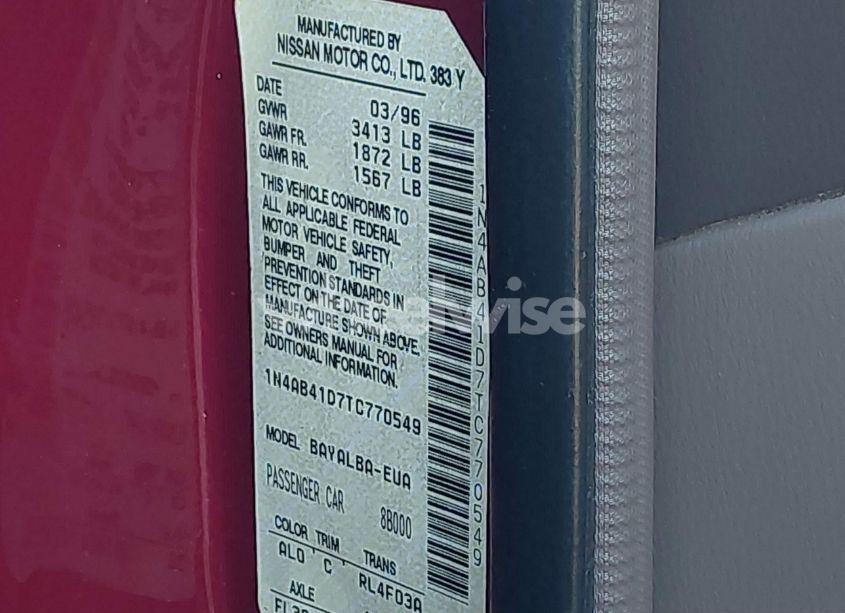 MANUFACTURED BY
NISSAN MOTOR CO., LTD. 383 Y
DATE 03/96
GVWR 3413 LB
GAWR FR. 1872 LB
GAWR RR. 1567 LB
THIS VEHICLE CONFORMS TO
ALL APPLICABLE FEDERAL
MOTOR VEHICLE SAFETY,
BUMPER AND THEFT
PREVENTION STANDARDS IN
EFFECT ON THE DATE OF
MANUFACTURE SHOWN ABOVE.
SEE OWNERS MANUAL FOR
ADDITIONAL INFORMATION.
1N4AB41D7TC770549
MODEL BAYALBA-EUA
PASSENGER CAR 8B000
COLOR TRIM TRANS
AL0 ' C ' RL4F03A
AXLE
1N4AB41D7TC770549